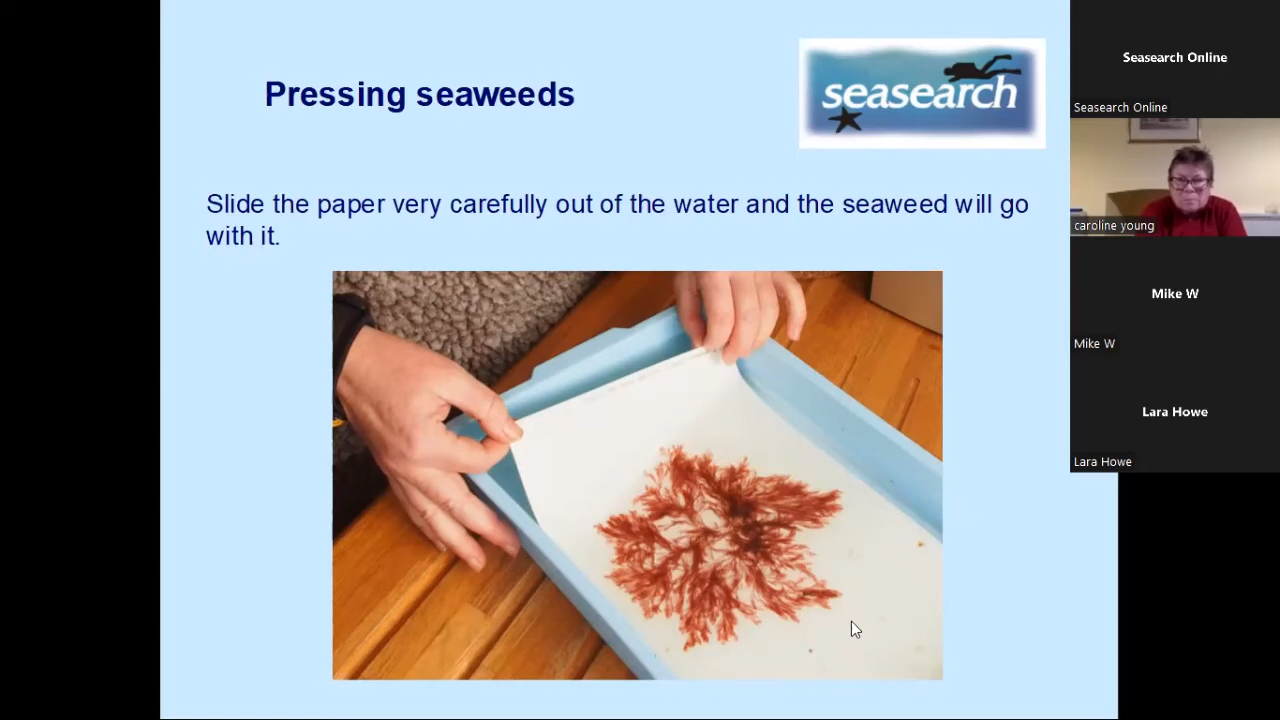 Pressing seaweeds
seasearch
Slide the paper very carefully out of the water and the seaweed will go
with it.
Seasearch Online
Seasearch Online
caroline young
Mike W
Mike W
Lara Howe
Lara Howe